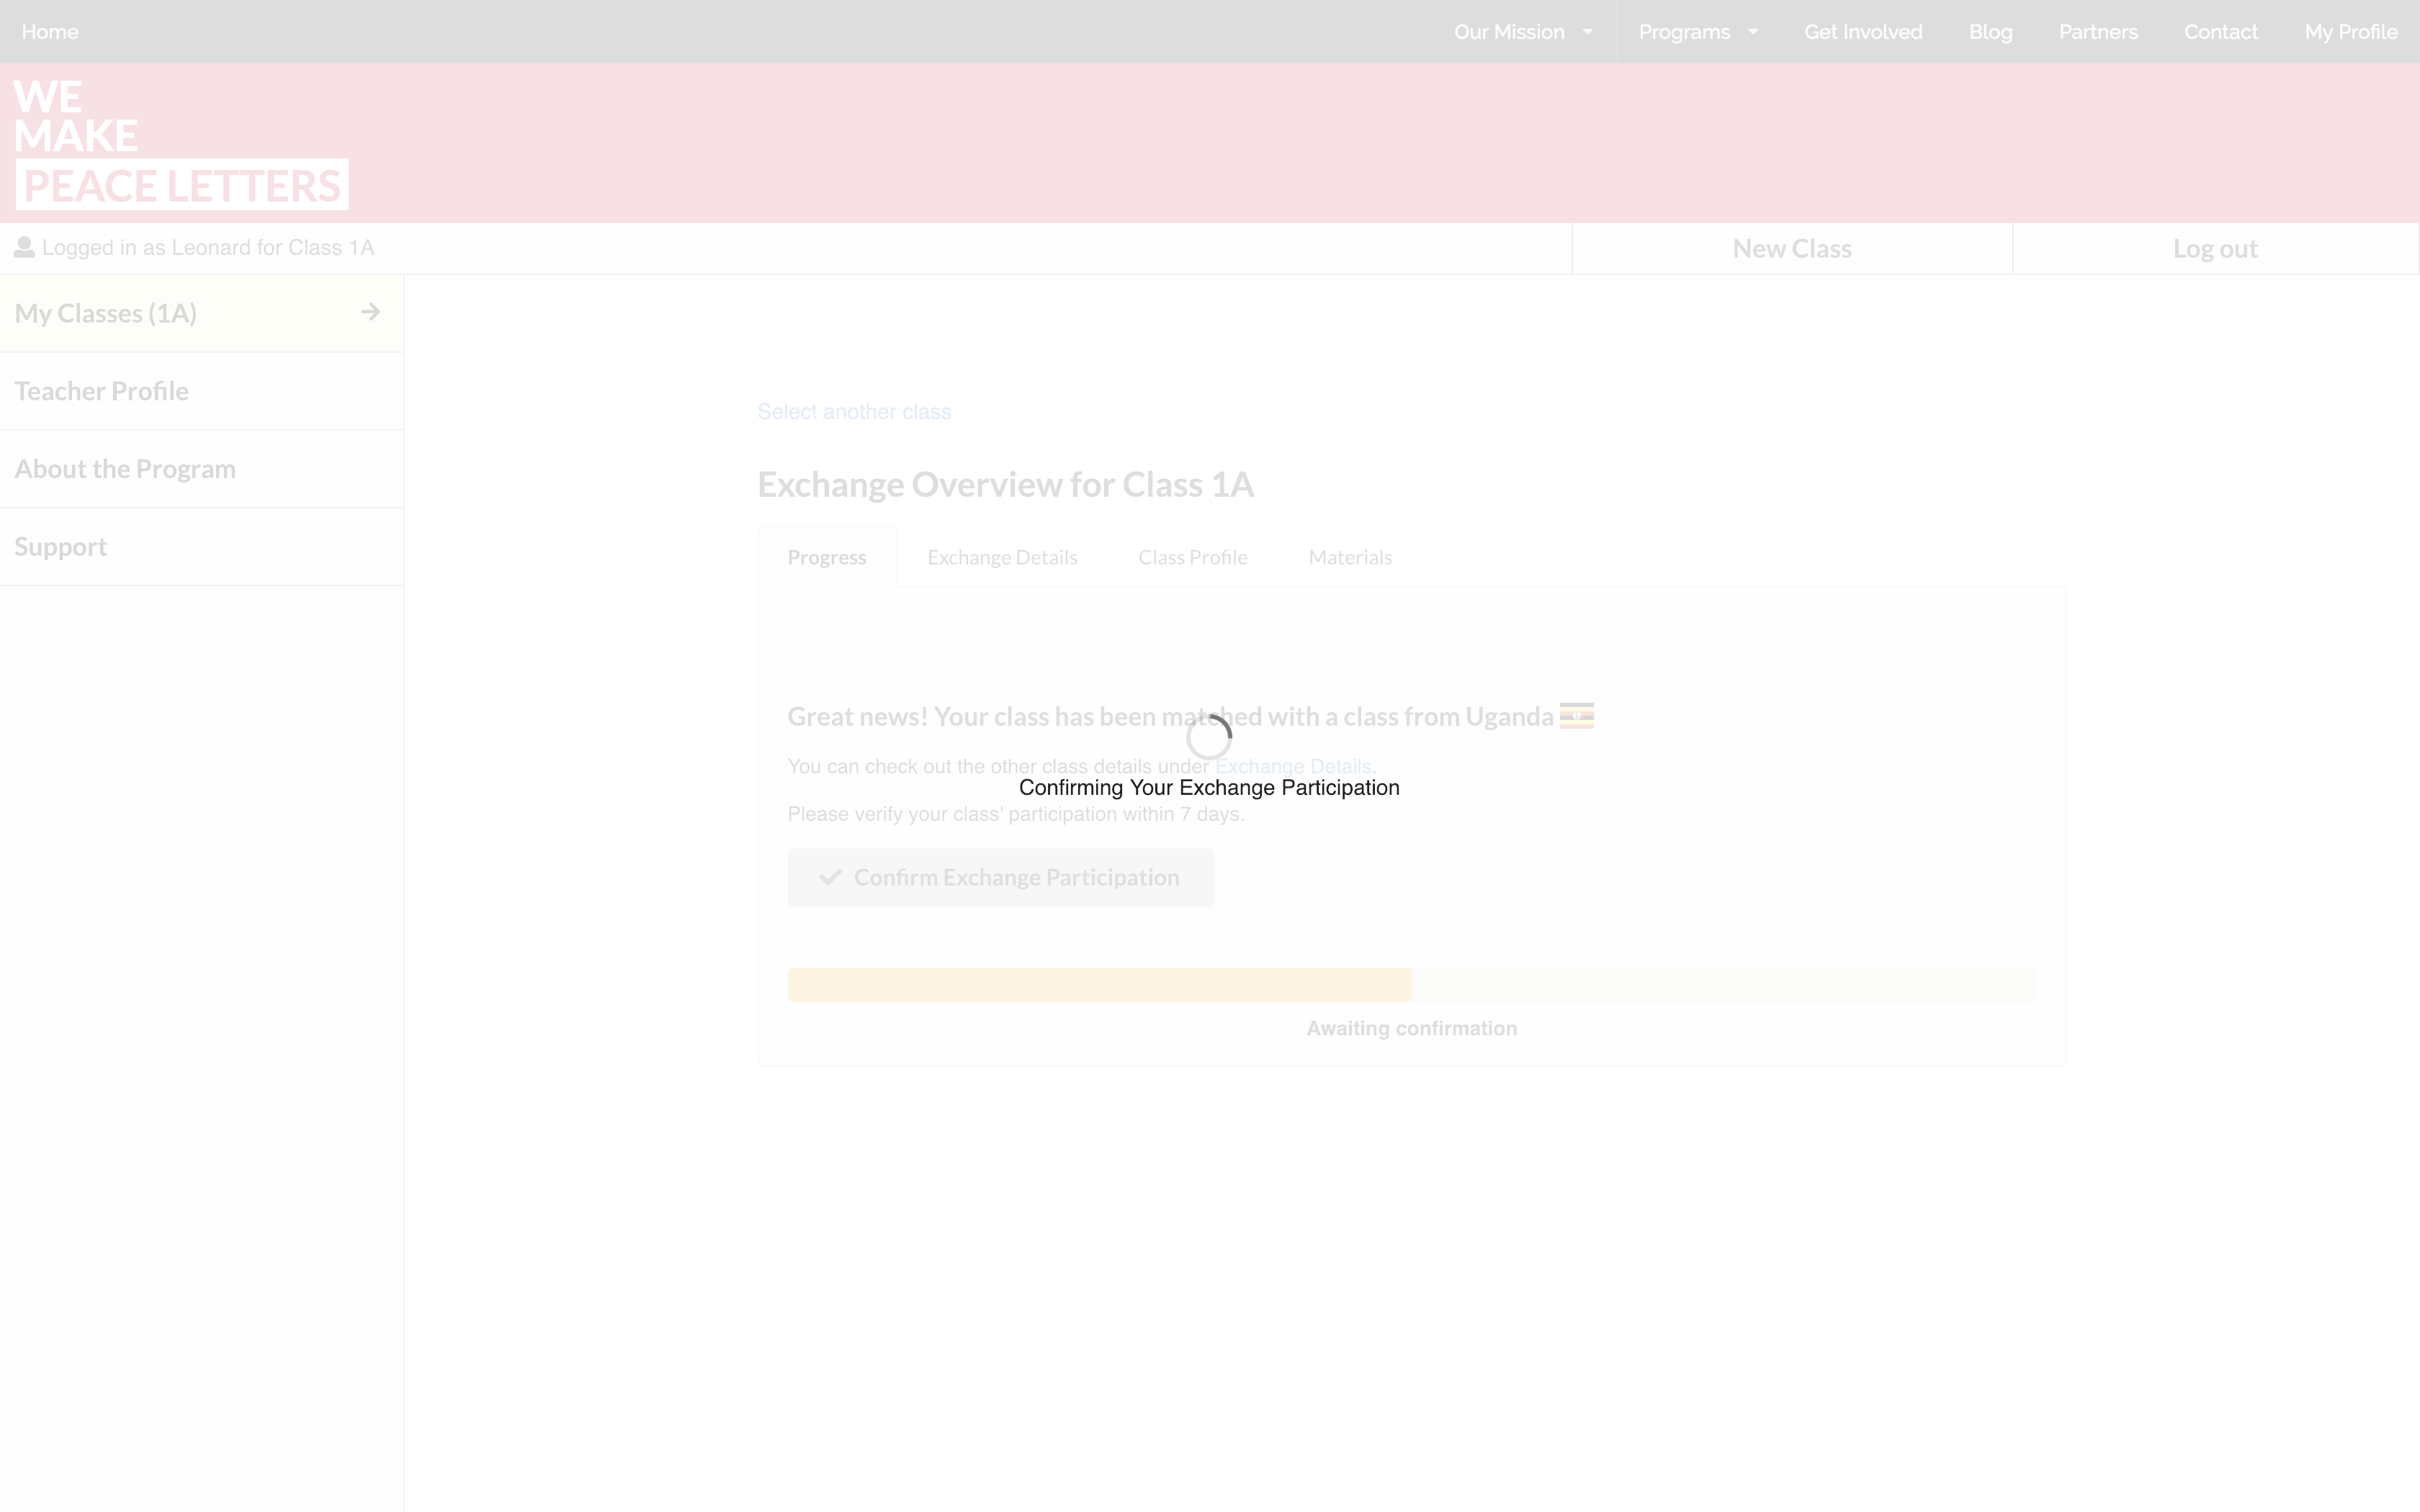 Home
Our Mission
Programs
Get Involved
Blog
Partners
Contact
My Profile
WE
MAKE
PEACE LETTERS
Logged in as Leonard for Class 1A
New Class
Log out
My Classes (1A)
Teacher Profile
About the Program
Support
Select another class
Exchange Overview for Class 1A
Progress
Exchange Details
Class Profile
Materials
Great news! Your class has been matched with a class from Uganda
You can check out the other class details under Exchange Details.
Confirming Your Exchange Participation
Please verify your class' participation within 7 days.
Confirm Exchange Participation
Awaiting confirmation